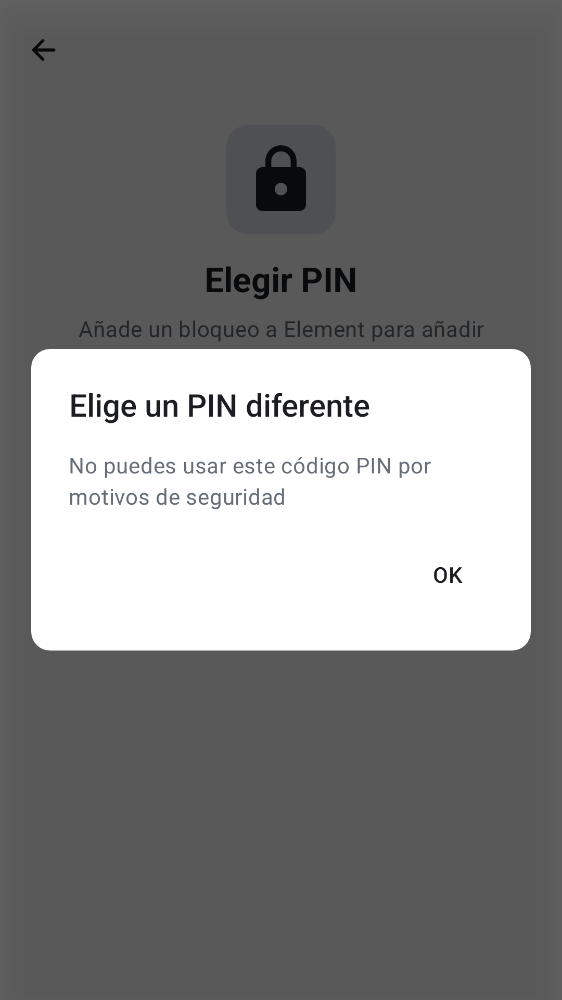 Elegir PIN
Añade un bloqueo a Element para añadir
Elige un PIN diferente
No puedes usar este código PIN por
motivos de seguridad
OK